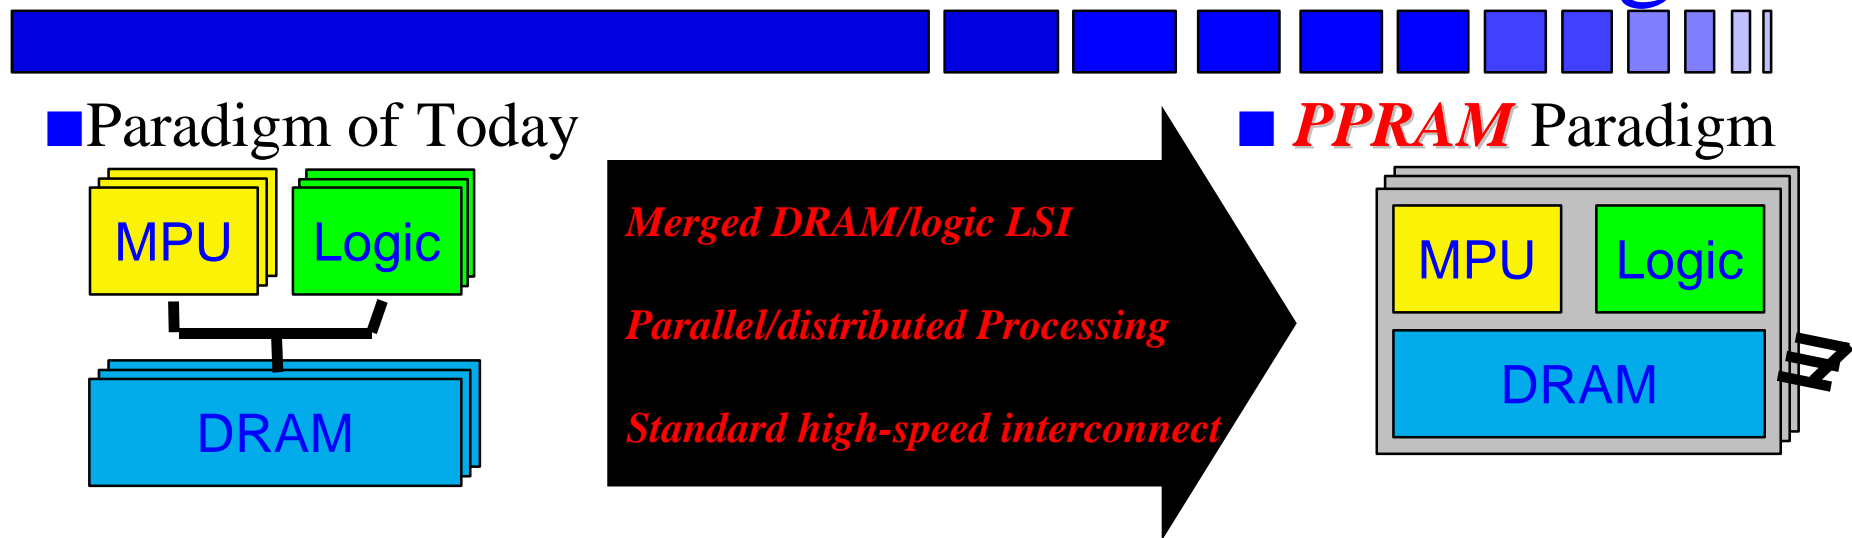 ■Paradigm of Today
■ PPRAM Paradigm
MPU
Logic
DRAM
Merged DRAM/logic LSI
Parallel/distributed Processing
Standard high-speed interconnect
MPU
Logic
DRAM